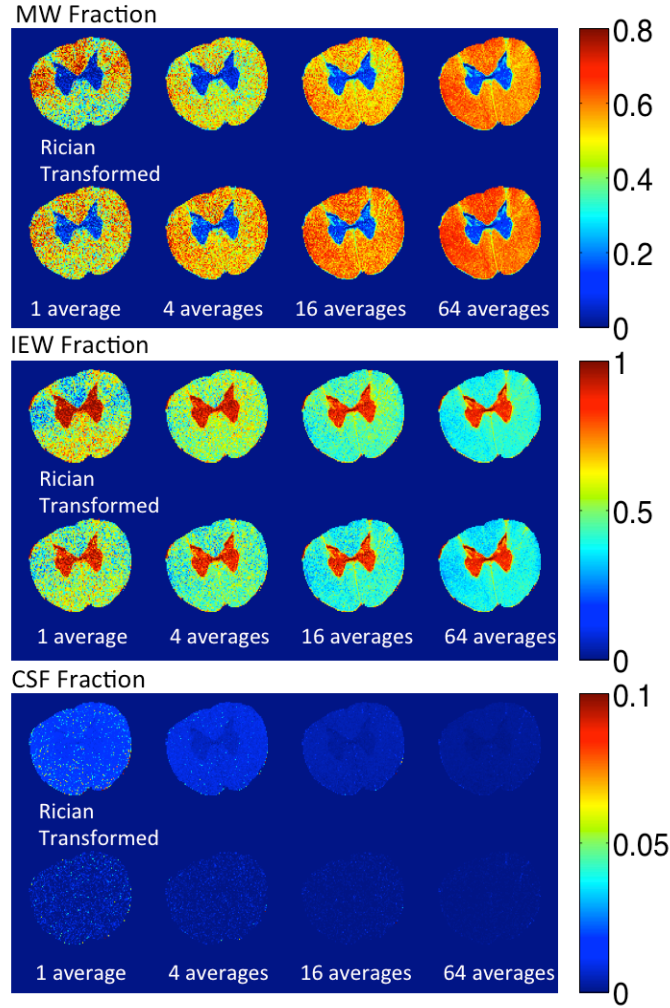 MW Fraction
0.8
0.6
0.4
0.2
0
Rician
Transformed
1 average 4 averages 16 averages 64 averages
IEW Fraction
1
0.5
0
Rician
Transformed
1 average 4 averages 16 averages 64 averages
CSF Fraction
0.1
0.05
0
Rician
Transformed
1 average 4 averages 16 averages 64 averages